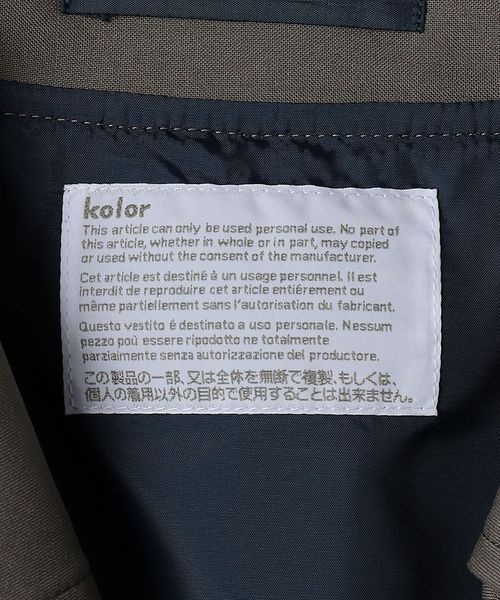 kolor
This article can only be used personal use. No part of
this article, whether in whole or in part, may copied
or used without the consent of the manufacturer.
Cet article est destiné à un usage personnel. Il est
interdit de reproduire cet article entiérement ou
même partiellement sans l'autorisation du fabricant.
Questo vestito é destinato a uso personale. Nessum
pezzo poù essere ripodotto ne totalmente
parziaimente senza autorizzazione del productore.
この製品の一部、又は全体を無断で複製、もしくは、
個人の着用以外の目的で使用することは出来ません。